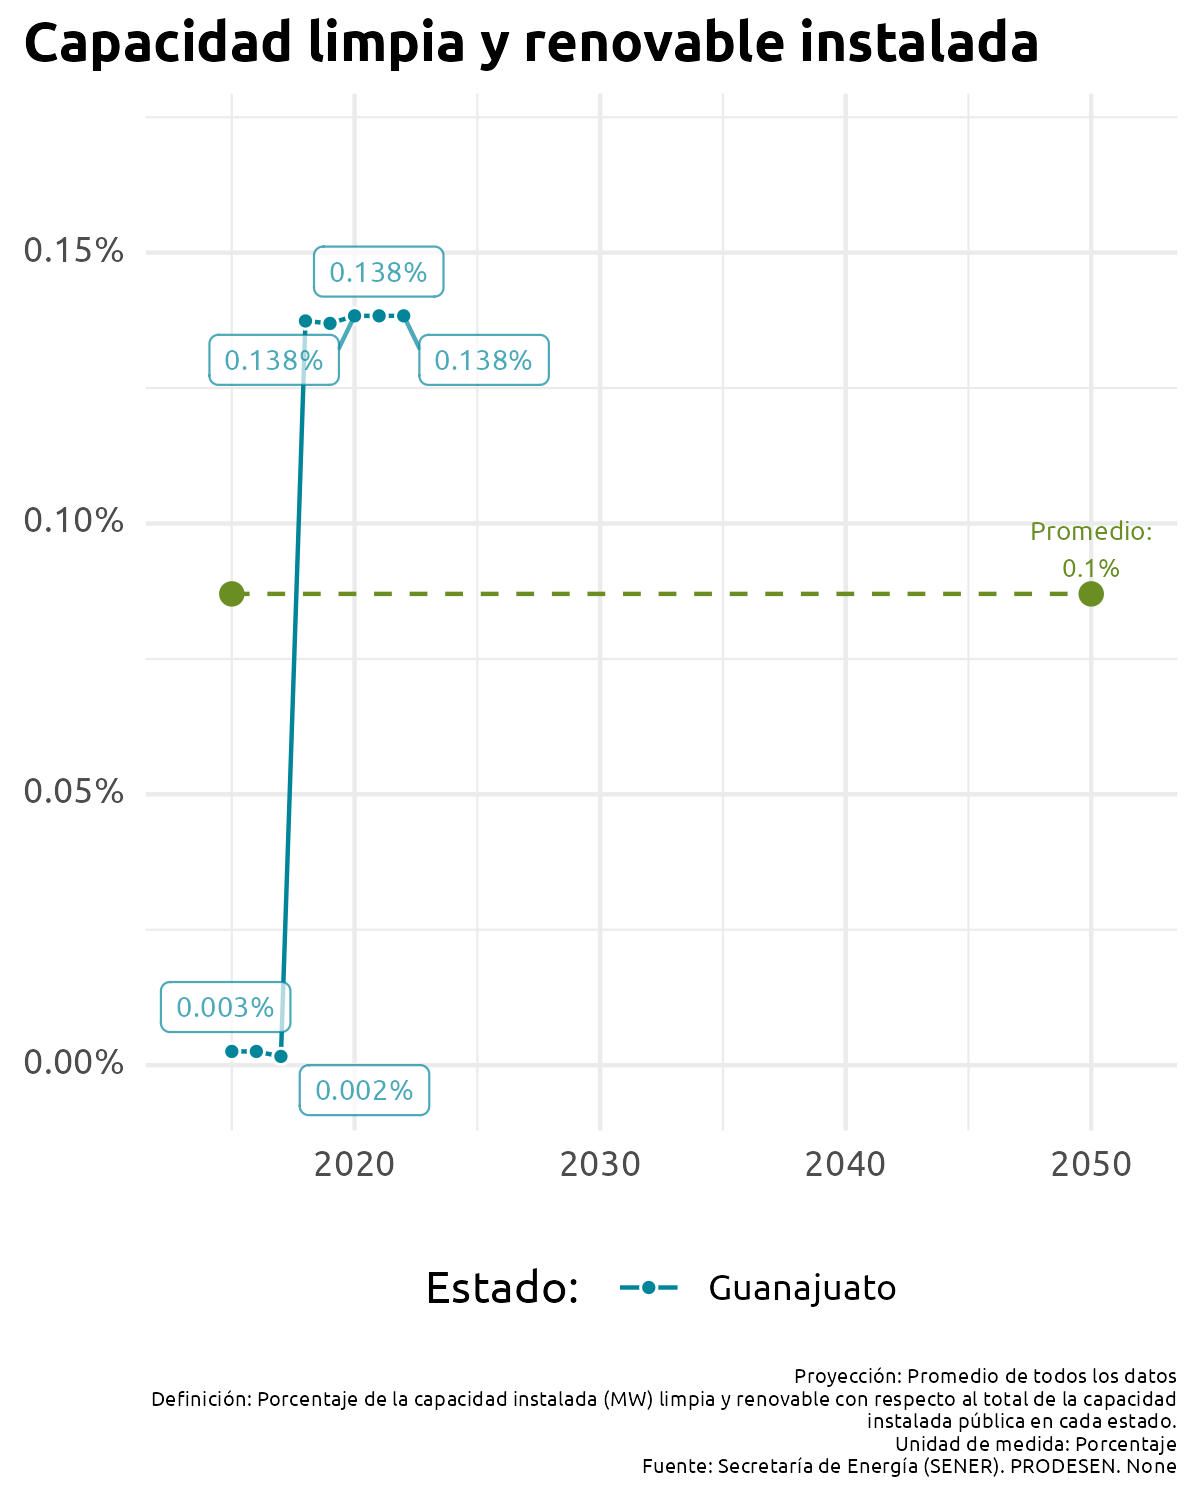 Capacidad limpia y renovable instalada
0.15%
0.138%
0.138%
0.138%
0.10%
Promedio:
0.1%
0.05%
0.003%
0.00%
0.002%
2020
2030
2040
2050
Estado:
Guanajuato
Proyección: Promedio de todos los datos
Definición: Porcentaje de la capacidad instalada (MW) limpia y renovable con respecto al total de la capacidad
instalada pública en cada estado.
Unidad de medida: Porcentaje
Fuente: Secretaría de Energía (SENER). PRODESEN. None